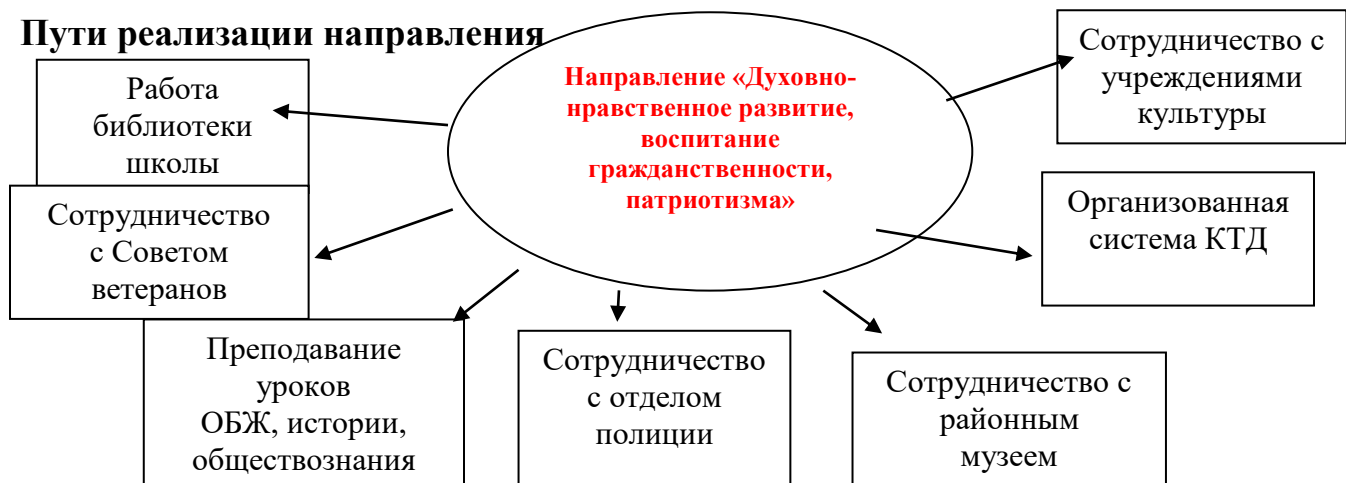 Пути реализации направления
Направление «Духовно-
нравственное развитие,
воспитание
гражданственности,
патриотизма»
Сотрудничество с
учреждениями
культуры
Работа
библиотеки
школы
Организованная
система КТД
Сотрудничество
с Советом
ветеранов
Преподавание
уроков
ОБЖ, истории,
обществознания
Сотрудничество
с отделом
полиции
Сотрудничество с
районным
музеем